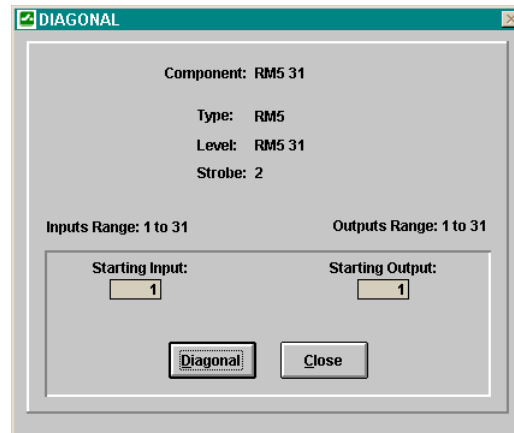 DIAGONAL
Component: RM5 31
Type: RM5
Level: RM5 31
Strobe: 2
Inputs Range: 1 to 31 Outputs Range: 1 to 31
Starting Input: Starting Output:
1 1
Diagonal Close